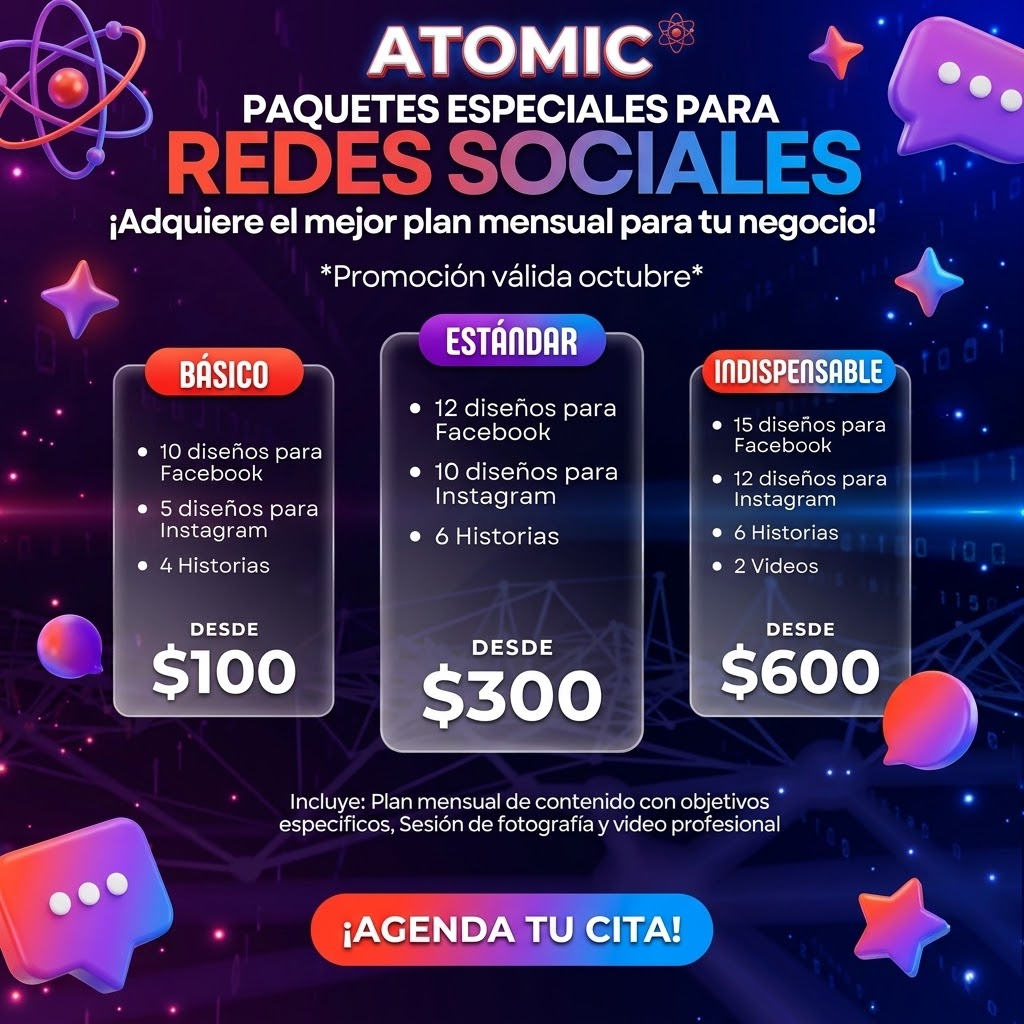 ATOMIC
PAQUETES ESPECIALES PARA
REDES SOCIALES
¡Adquiere el mejor plan mensual para tu negocio!
*Promoción válida octubre*
BÁSICO
10 diseños para
Facebook
5 diseños para
Instagram
4 Historias
DESDE
$100
ESTÁNDAR
12 diseños para
Facebook
10 diseños para
Instagram
6 Historias
DESDE
$300
INDISPENSABLE
15 diseños para
Facebook
12 diseños para
Instagram
6 Historias
2 Videos
DESDE
$600
Incluye: Plan mensual de contenido con objetivos
especificos, Sesión de fotografía y video profesional
¡AGENDA TU CITA!